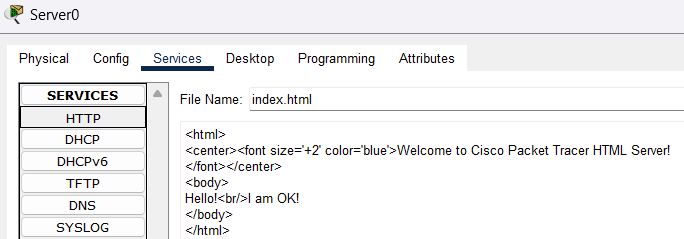 Server0
Physical Config Services Desktop Programming Attributes
SERVICES
HTTP
DHCP
DHCPv6
TFTP
DNS
SYSLOG
File Name: index.html
<html>
<center><font size='+2' color='blue'>Welcome to Cisco Packet Tracer HTML Server!
</font></center>
<body>
Hello!<br/>I am OK!
</body>
</html>